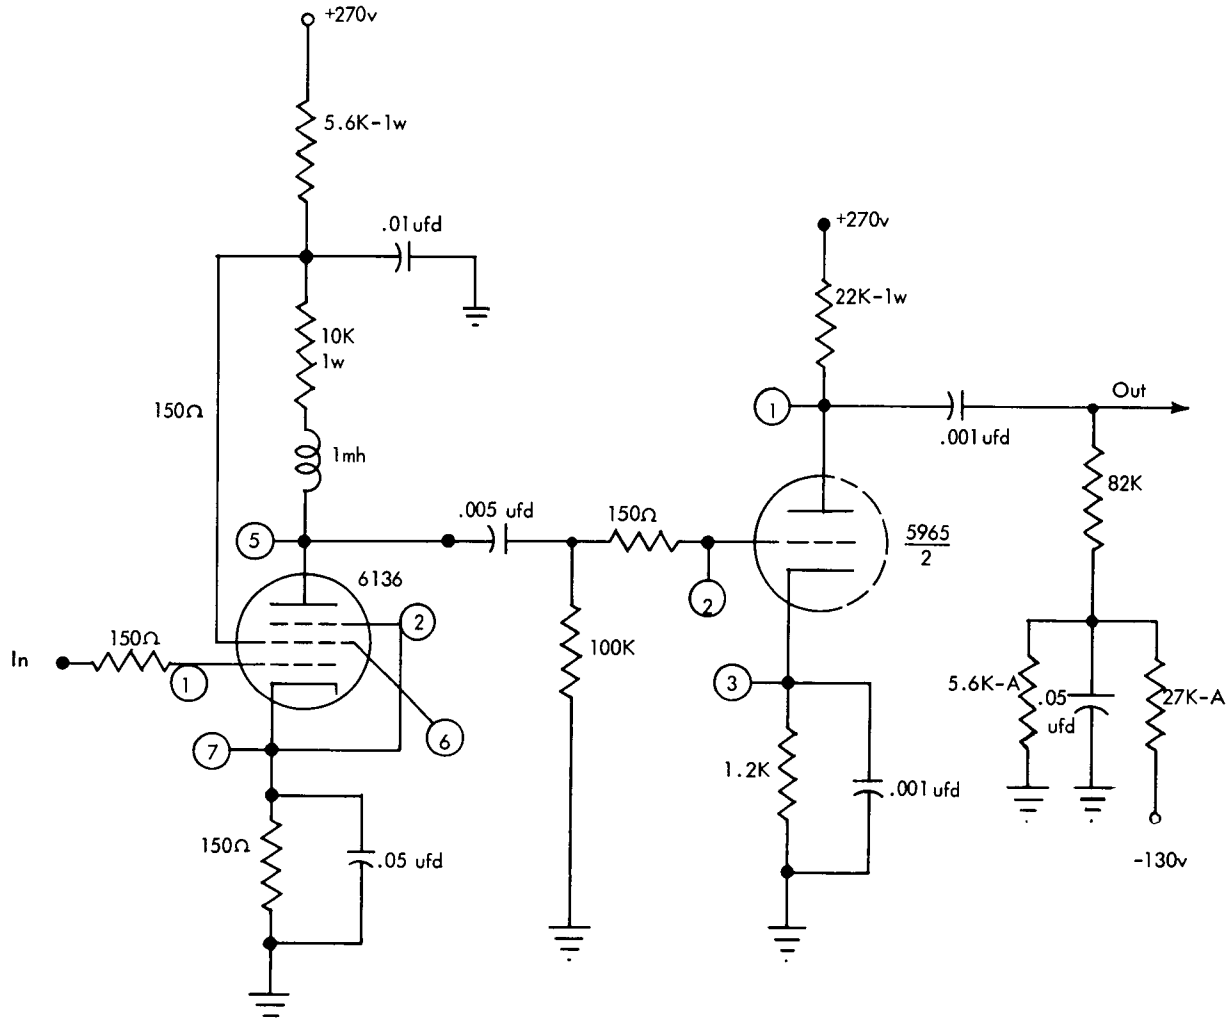 +270v
5.6K-1w
.01ufd
+270v
22K-1w
10K
1w
150Ω
1
Out
.001ufd
1mh
82K
.005 ufd
150Ω
5
5965
2
6136
2
2
150Ω
In
100K
1
3
5.6K-A
.05
ufd
27K-A
6
7
1.2K
.001ufd
-130v
150Ω
.05 ufd